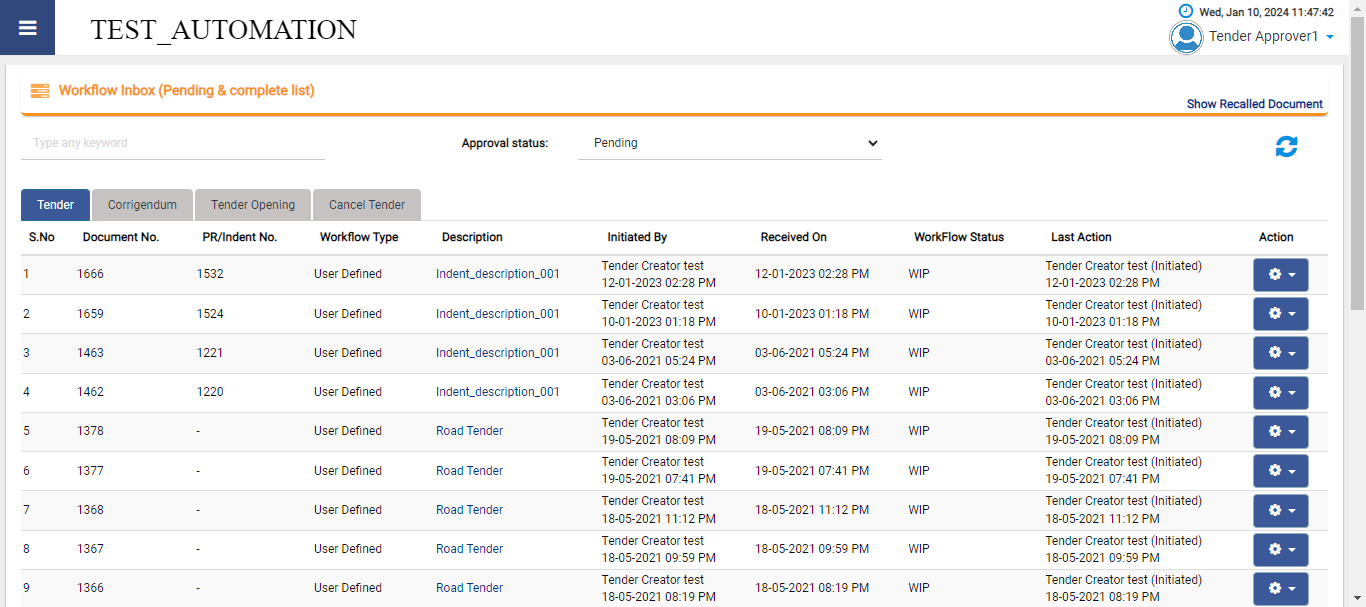 TEST_AUTOMATION
Wed, Jan 10, 2024 11:47:42
Tender Approver1
Workflow Inbox (Pending & complete list)
Show Recalled Document
Type any keyword
Approval status:
Pending
Tender Corrigendum Tender Opening Cancel Tender
S.No Document No. PR/Indent No. Workflow Type Description Initiated By Received On WorkFlow Status Last Action Action
1 1666 1532 User Defined Indent_description_001 Tender Creator test 12-01-2023 02:28 PM 12-01-2023 02:28 PM WIP Tender Creator test (Initiated) 12-01-2023 02:28 PM
2 1659 1524 User Defined Indent_description_001 Tender Creator test 10-01-2023 01:18 PM 10-01-2023 01:18 PM WIP Tender Creator test (Initiated) 10-01-2023 01:18 PM
3 1463 1221 User Defined Indent_description_001 Tender Creator test 03-06-2021 05:24 PM 03-06-2021 05:24 PM WIP Tender Creator test (Initiated) 03-06-2021 05:24 PM
4 1462 1220 User Defined Indent_description_001 Tender Creator test 03-06-2021 03:06 PM 03-06-2021 03:06 PM WIP Tender Creator test (Initiated) 03-06-2021 03:06 PM
5 1378 - User Defined Road Tender Tender Creator test 19-05-2021 08:09 PM 19-05-2021 08:09 PM WIP Tender Creator test (Initiated) 19-05-2021 08:09 PM
6 1377 - User Defined Road Tender Tender Creator test 19-05-2021 07:41 PM 19-05-2021 07:41 PM WIP Tender Creator test (Initiated) 19-05-2021 07:41 PM
7 1368 - User Defined Road Tender Tender Creator test 18-05-2021 11:12 PM 18-05-2021 11:12 PM WIP Tender Creator test (Initiated) 18-05-2021 11:12 PM
8 1367 - User Defined Road Tender Tender Creator test 18-05-2021 09:59 PM 18-05-2021 09:59 PM WIP Tender Creator test (Initiated) 18-05-2021 09:59 PM
9 1366 - User Defined Road Tender Tender Creator test 18-05-2021 08:19 PM 18-05-2021 08:19 PM WIP Tender Creator test (Initiated) 18-05-2021 08:19 PM